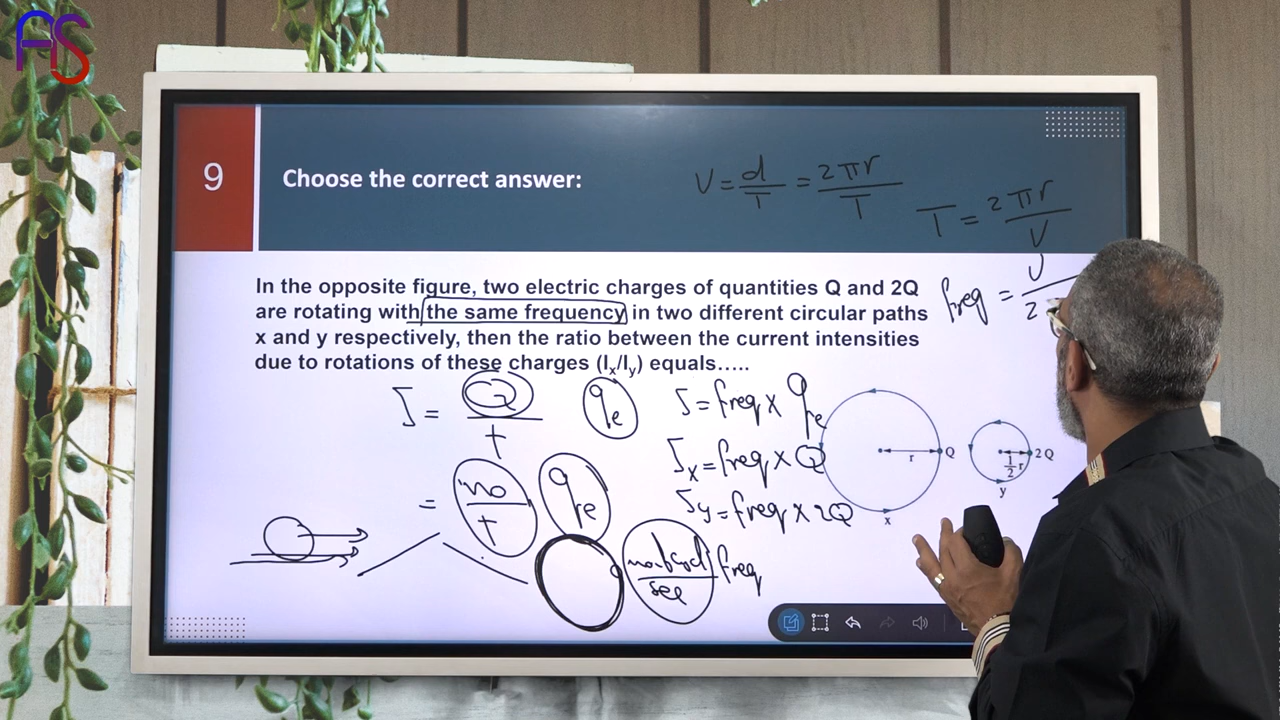 AS
9
Choose the correct answer:
V = d/T = 2πr/T
T = 2πr/V
In the opposite figure, two electric charges of quantities Q and 2Q
are rotating with the same frequency in two different circular paths
x and y respectively, then the ratio between the current intensities
due to rotations of these charges (Iₓ/Iᵧ) equals.....
freq = V/2
I = Q/t
qe
= no/t qe
freq
I = freq x qe
Ix = freq x Q
Iy = freq x 2Q
r
Q
x
1/2 r
2Q
y